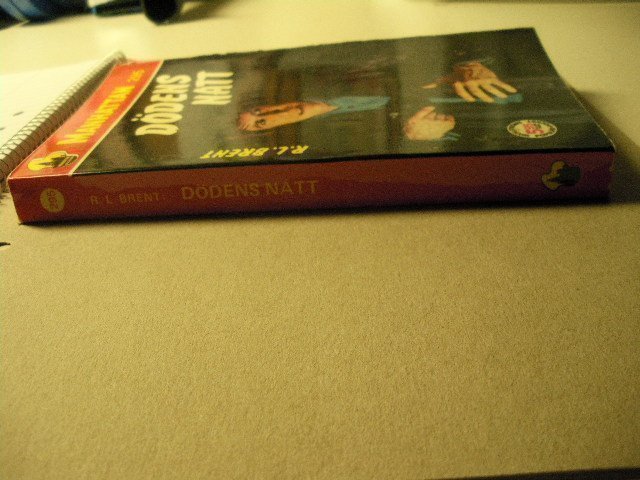 MANHATTAN
DÖDENS
NATT
R.L. BRENT
R. L. BRENT DÖDENS NATT